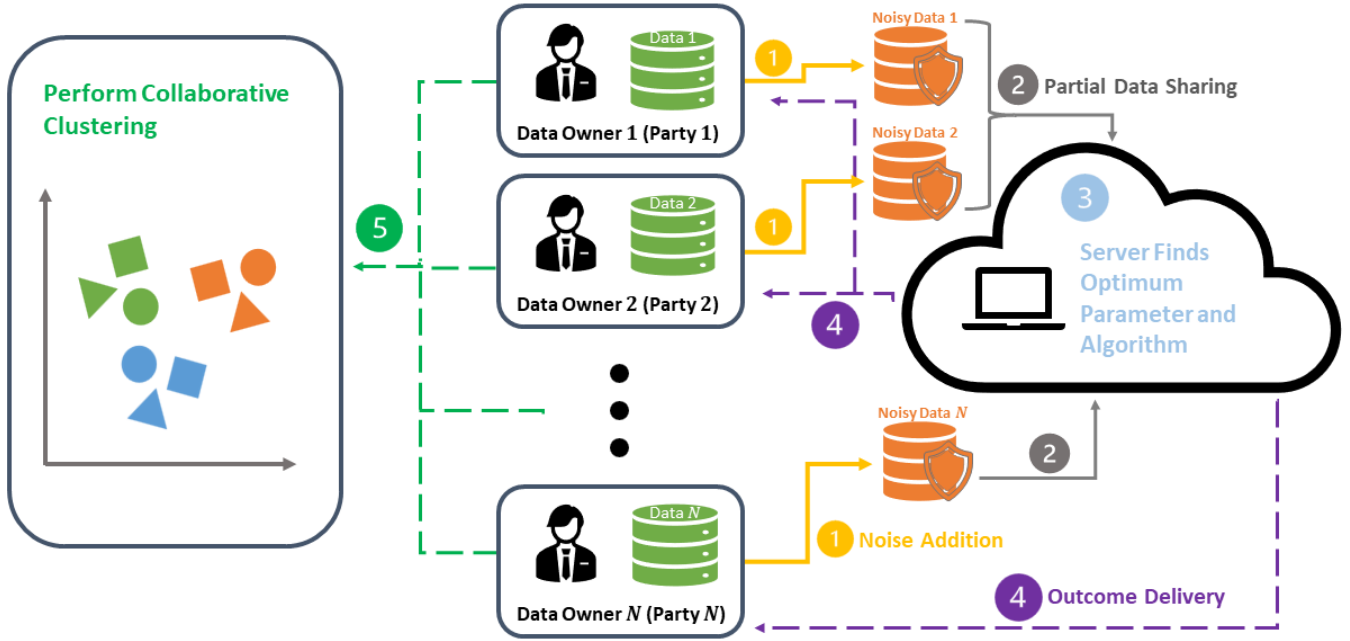 Perform Collaborative
Clustering
5
Data 1
Data Owner 1 (Party 1)
1
Noisy Data 1
2 Partial Data Sharing
Data 2
Data Owner 2 (Party 2)
1
Noisy Data 2
3
Server Finds
Optimum
Parameter and
Algorithm
4
Noisy Data N
2
Data N
Data Owner N (Party N)
1 Noise Addition
4 Outcome Delivery